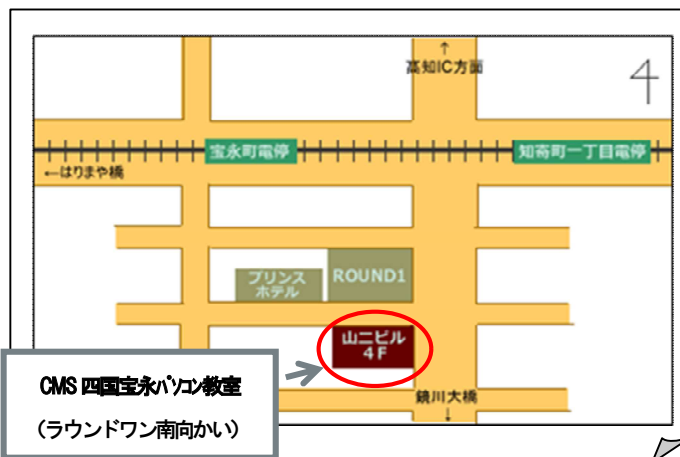 ↑
高知IC方面
宝永町電停
知寄町一丁目電停
←はりまや橋
プリンス
ホテル
ROUND1
山二ビル
4F
CMS 四国宝永パソコン教室
(ラウンドワン南向かい)
鏡川大橋
↓